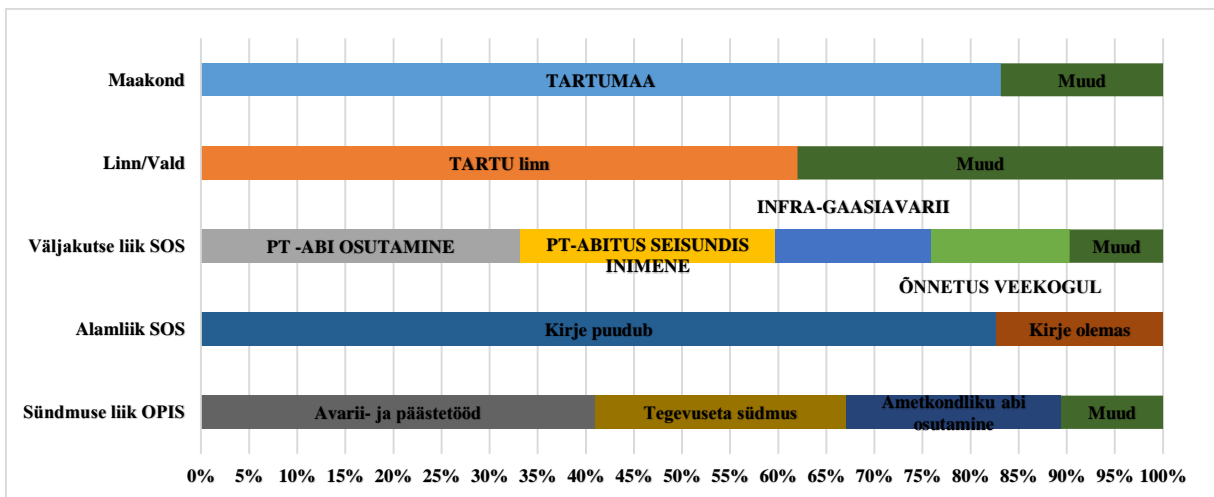 Maakond
TARTUMAA
Muud
Linn/Vald
TARTU linn
Muud
INFRA-GAASIAVARII
Väljakutse liik SOS
PT -ABI OSUTAMINE
PT-ABITUS SEISUNDIS
INIMENE
Muud
ÕNNETUS VEEKOGUL
Alamliik SOS
Kirje puudub
Kirje olemas
Sündmuse liik OPIS
Avarii- ja päästetööd
Tegevuseta südmus
Ametkondliku abi
osutamine
Muud
0% 5% 10% 15% 20% 25% 30% 35% 40% 45% 50% 55% 60% 65% 70% 75% 80% 85% 90% 95% 100%